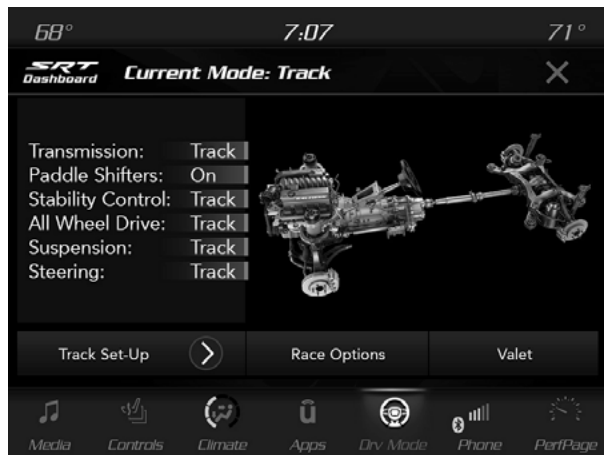 68° 7:07 71°
SRT Dashboard Current Mode: Track
Transmission: Track
Paddle Shifters: On
Stability Control: Track
All Wheel Drive: Track
Suspension: Track
Steering: Track
Track Set-Up Race Options Valet
Media Controls Climate Apps Drv Mode Phone PerfPage